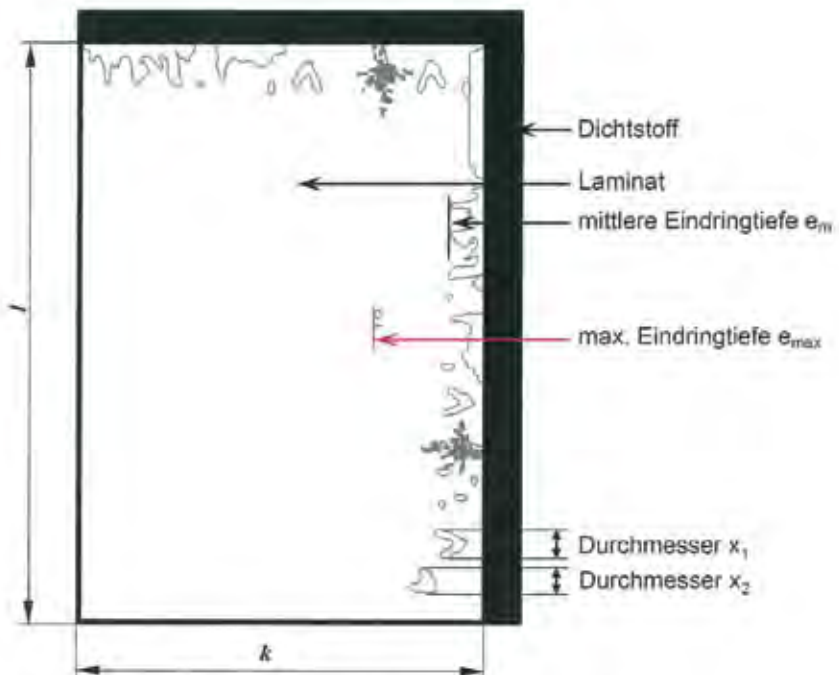 Dichtstoff
Laminat
mittlere Eindringtiefe eₘ
l
max. Eindringtiefe eₘₐₓ
Durchmesser x₁
Durchmesser x₂
k